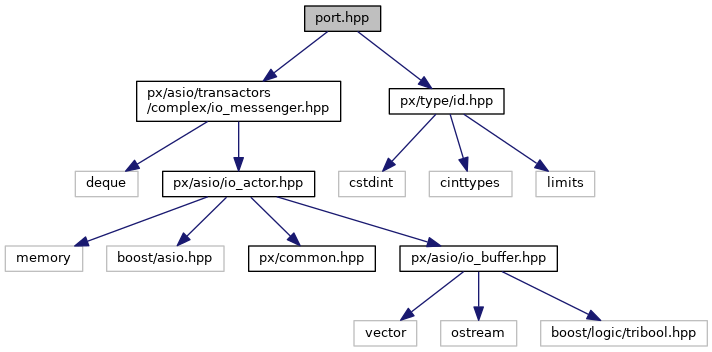 port.hpp
px/asio/transactors
/complex/io_messenger.hpp
px/type/id.hpp
deque
px/asio/io_actor.hpp
cstdint
cinttypes
limits
memory
boost/asio.hpp
px/common.hpp
px/asio/io_buffer.hpp
vector
ostream
boost/logic/tribool.hpp